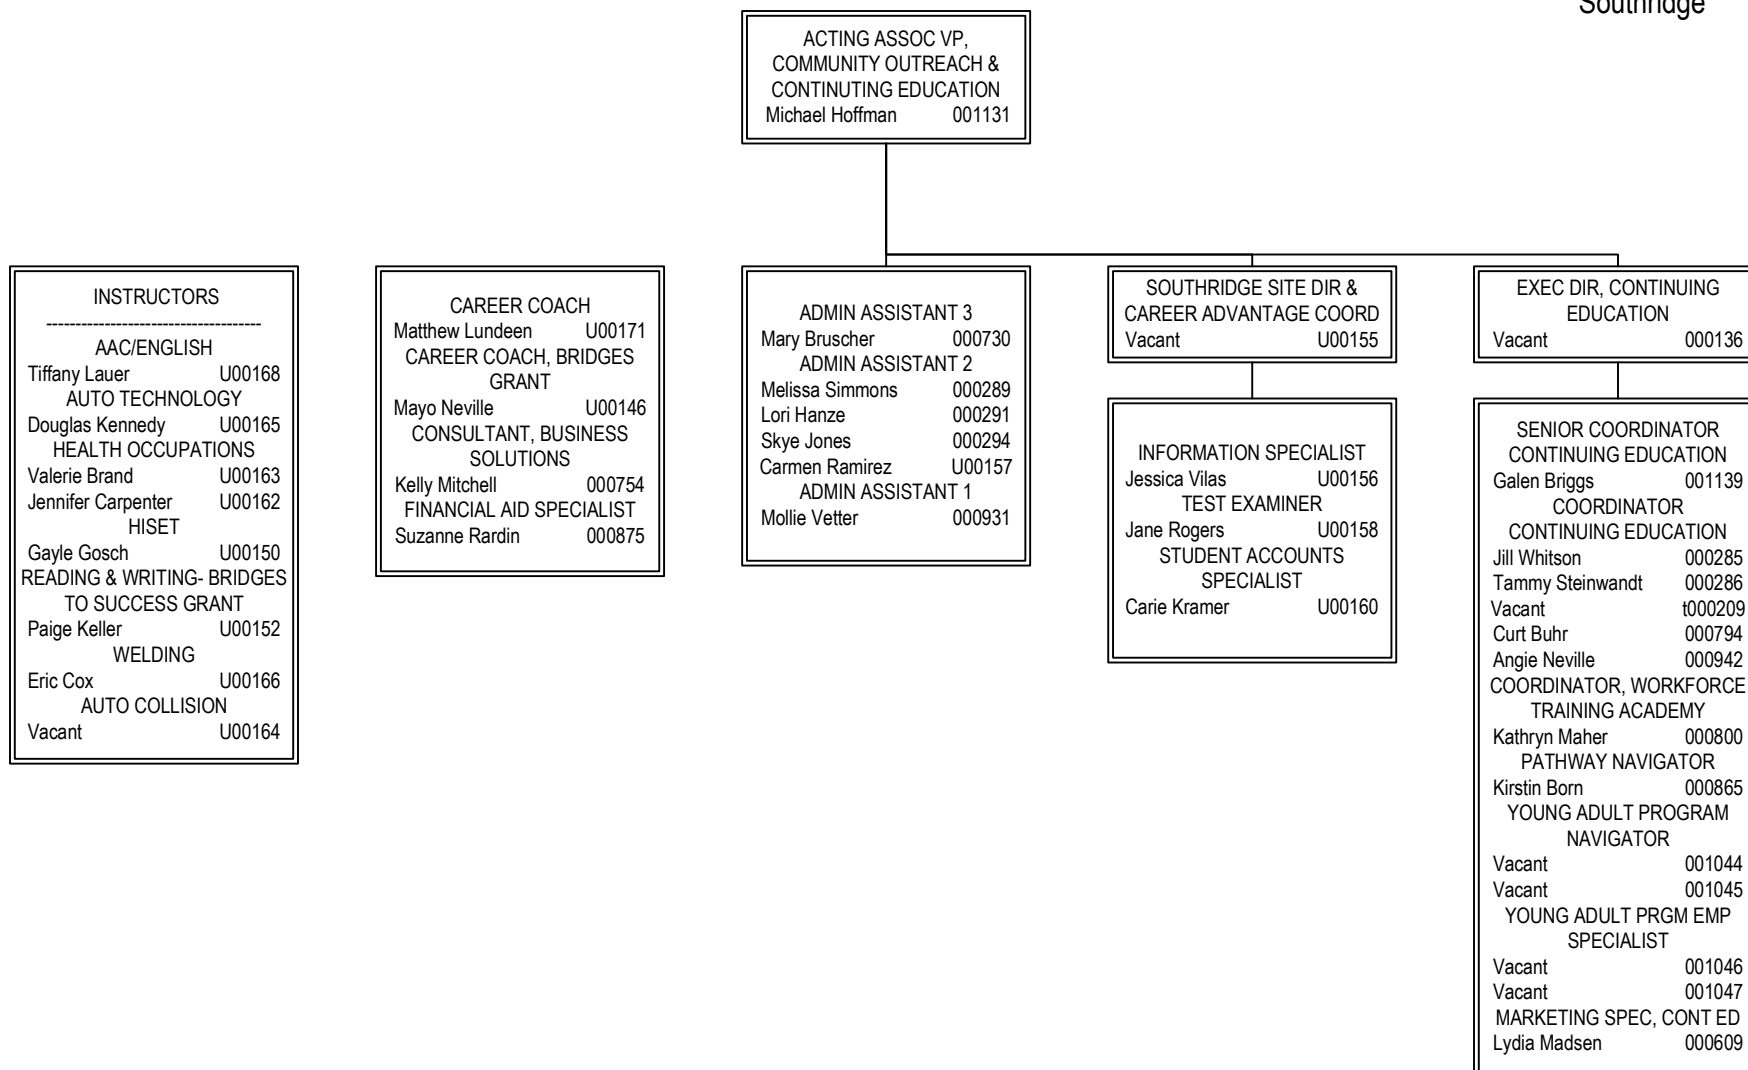 Southridge
ACTING ASSOC VP,
COMMUNITY OUTREACH &
CONTINUTING EDUCATION
Michael Hoffman 001131
INSTRUCTORS
-------------------------------------
AAC/ENGLISH
Tiffany Lauer U00168
AUTO TECHNOLOGY
Douglas Kennedy U00165
HEALTH OCCUPATIONS
Valerie Brand U00163
Jennifer Carpenter U00162
HISET
Gayle Gosch U00150
READING & WRITING- BRIDGES
TO SUCCESS GRANT
Paige Keller U00152
WELDING
Eric Cox U00166
AUTO COLLISION
Vacant U00164
CAREER COACH
Matthew Lundeen U00171
CAREER COACH, BRIDGES
GRANT
Mayo Neville U00146
CONSULTANT, BUSINESS
SOLUTIONS
Kelly Mitchell 000754
FINANCIAL AID SPECIALIST
Suzanne Rardin 000875
ADMIN ASSISTANT 3
Mary Bruscher 000730
ADMIN ASSISTANT 2
Melissa Simmons 000289
Lori Hanze 000291
Skye Jones 000294
Carmen Ramirez U00157
ADMIN ASSISTANT 1
Mollie Vetter 000931
SOUTHRIDGE SITE DIR &
CAREER ADVANTAGE COORD
Vacant U00155
INFORMATION SPECIALIST
Jessica Vilas U00156
TEST EXAMINER
Jane Rogers U00158
STUDENT ACCOUNTS
SPECIALIST
Carie Kramer U00160
EXEC DIR, CONTINUING
EDUCATION
Vacant 000136
SENIOR COORDINATOR
CONTINUING EDUCATION
Galen Briggs 001139
COORDINATOR
CONTINUING EDUCATION
Jill Whitson 000285
Tammy Steinwandt 000286
Vacant t000209
Curt Buhr 000794
Angie Neville 000942
COORDINATOR, WORKFORCE
TRAINING ACADEMY
Kathryn Maher 000800
PATHWAY NAVIGATOR
Kirstin Born 000865
YOUNG ADULT PROGRAM
NAVIGATOR
Vacant 001044
Vacant 001045
YOUNG ADULT PRGM EMP
SPECIALIST
Vacant 001046
Vacant 001047
MARKETING SPEC, CONT ED
Lydia Madsen 000609